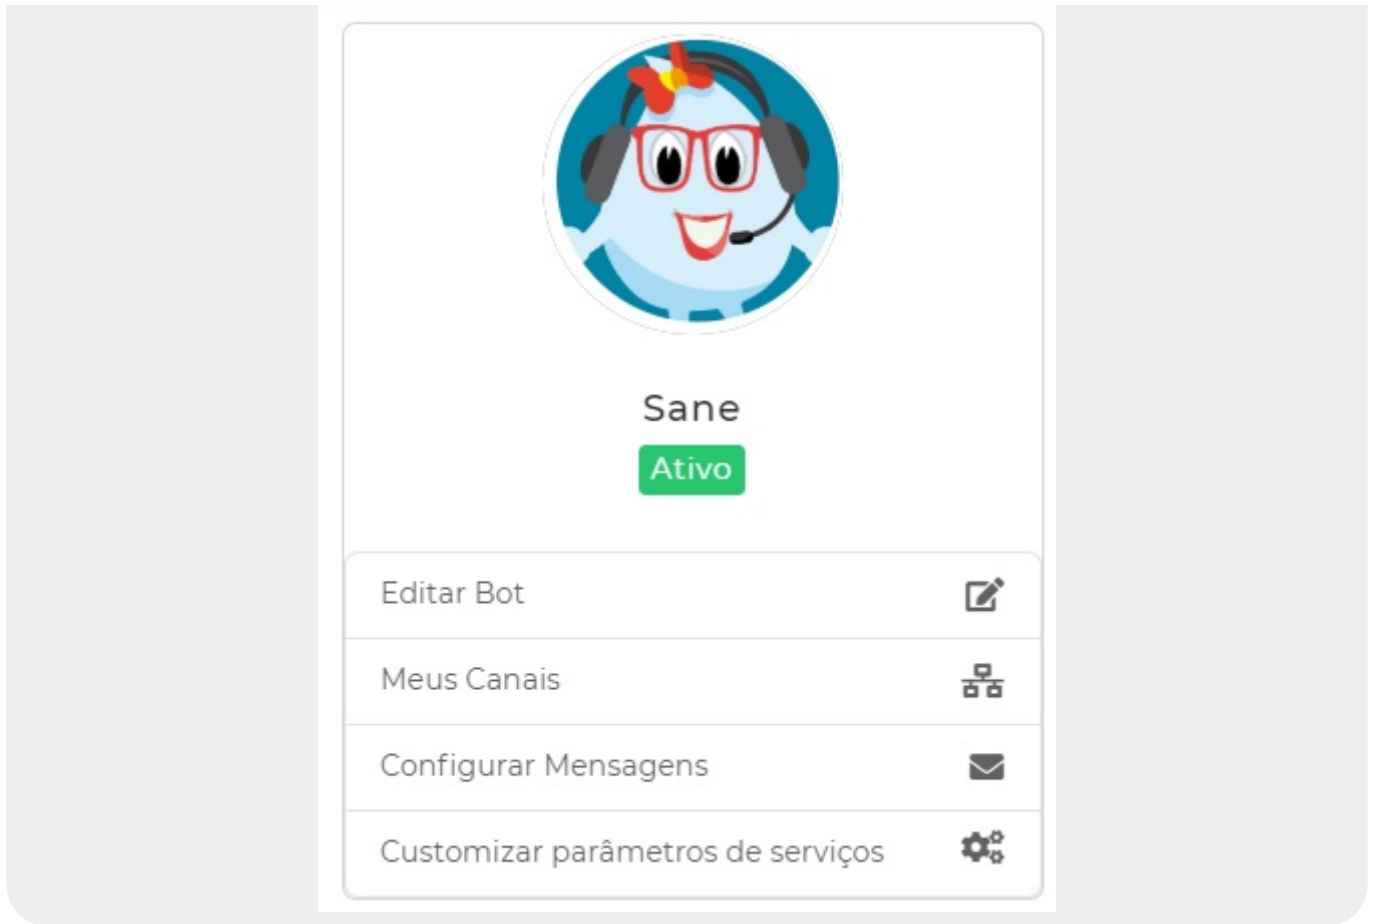 Sane
Ativo
Editar Bot
Meus Canais
Configurar Mensagens
Customizar parâmetros de serviços